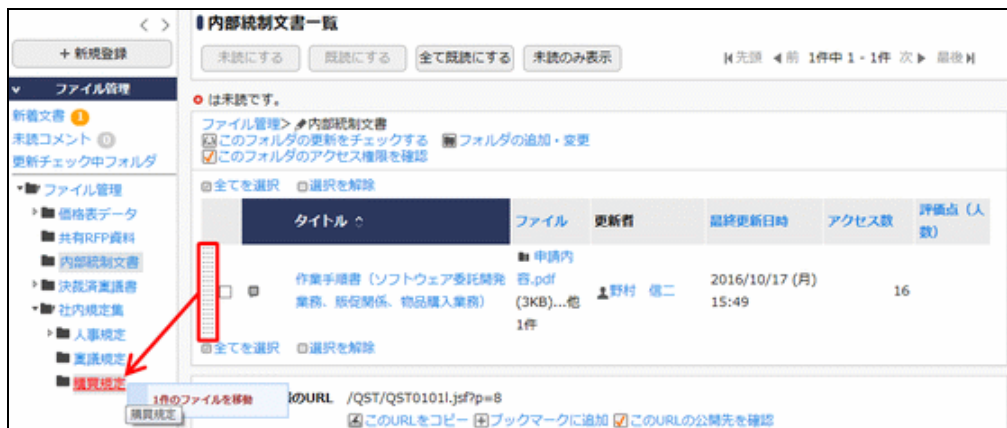 ＋新規登録
ファイル管理
新着文書 1
未読コメント 0
更新チェック中フォルダ
ファイル管理
価格表データ
共有RFP資料
内部統制文書
決裁済稟議書
社内規定集
人事規定
稟議規定
購買規定
内部統制文書一覧
未読にする 既読にする 全て既読にする 未読のみ表示 先頭 前 1件中 1 - 1件 次 最後
は未読です。
ファイル管理> 内部統制文書
このフォルダの更新をチェックする フォルダの追加・変更
このフォルダのアクセス権限を確認
全てを選択 選択を解除
タイトル ファイル 更新者 最終更新日時 アクセス数 評価点（人
数）
作業手順書（ソフトウェア委託開発
業務、販促関係、物品購入業務）
申請内
容.pdf
(3KB)...他
1件
野村 信二
2016/10/17 (月)
15:49
16
全てを選択 選択を解除
1件のファイルを移動
購買規定
のURL /QST/QST0101l.jsf?p=8
このURLをコピー ブックマークに追加 このURLの公開先を確認